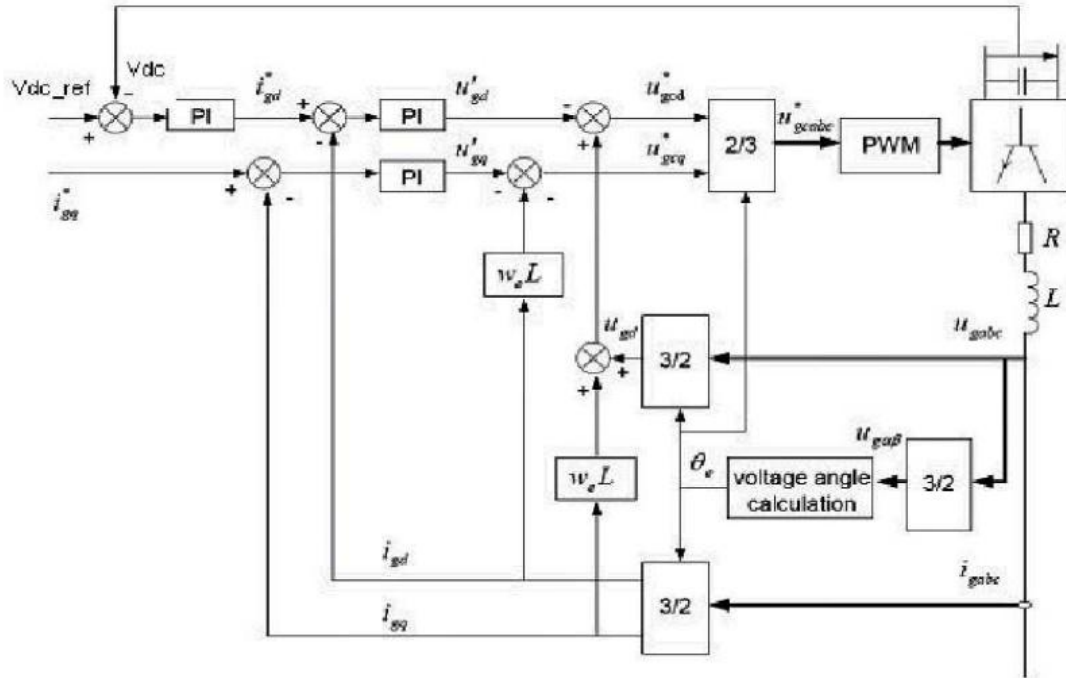 Vdc_ref
Vdc
-
+
PI
i*gd
+
-
PI
u'gd
-
+
u*gcd
2/3
u*gcabc
PWM
i*gq
+
-
PI
u'gq
-
-
u*gcq
R
L
weL
ugd
+
+
3/2
ugabc
ugαβ
weL
θe
voltage angle
calculation
3/2
igd
igq
3/2
igabc